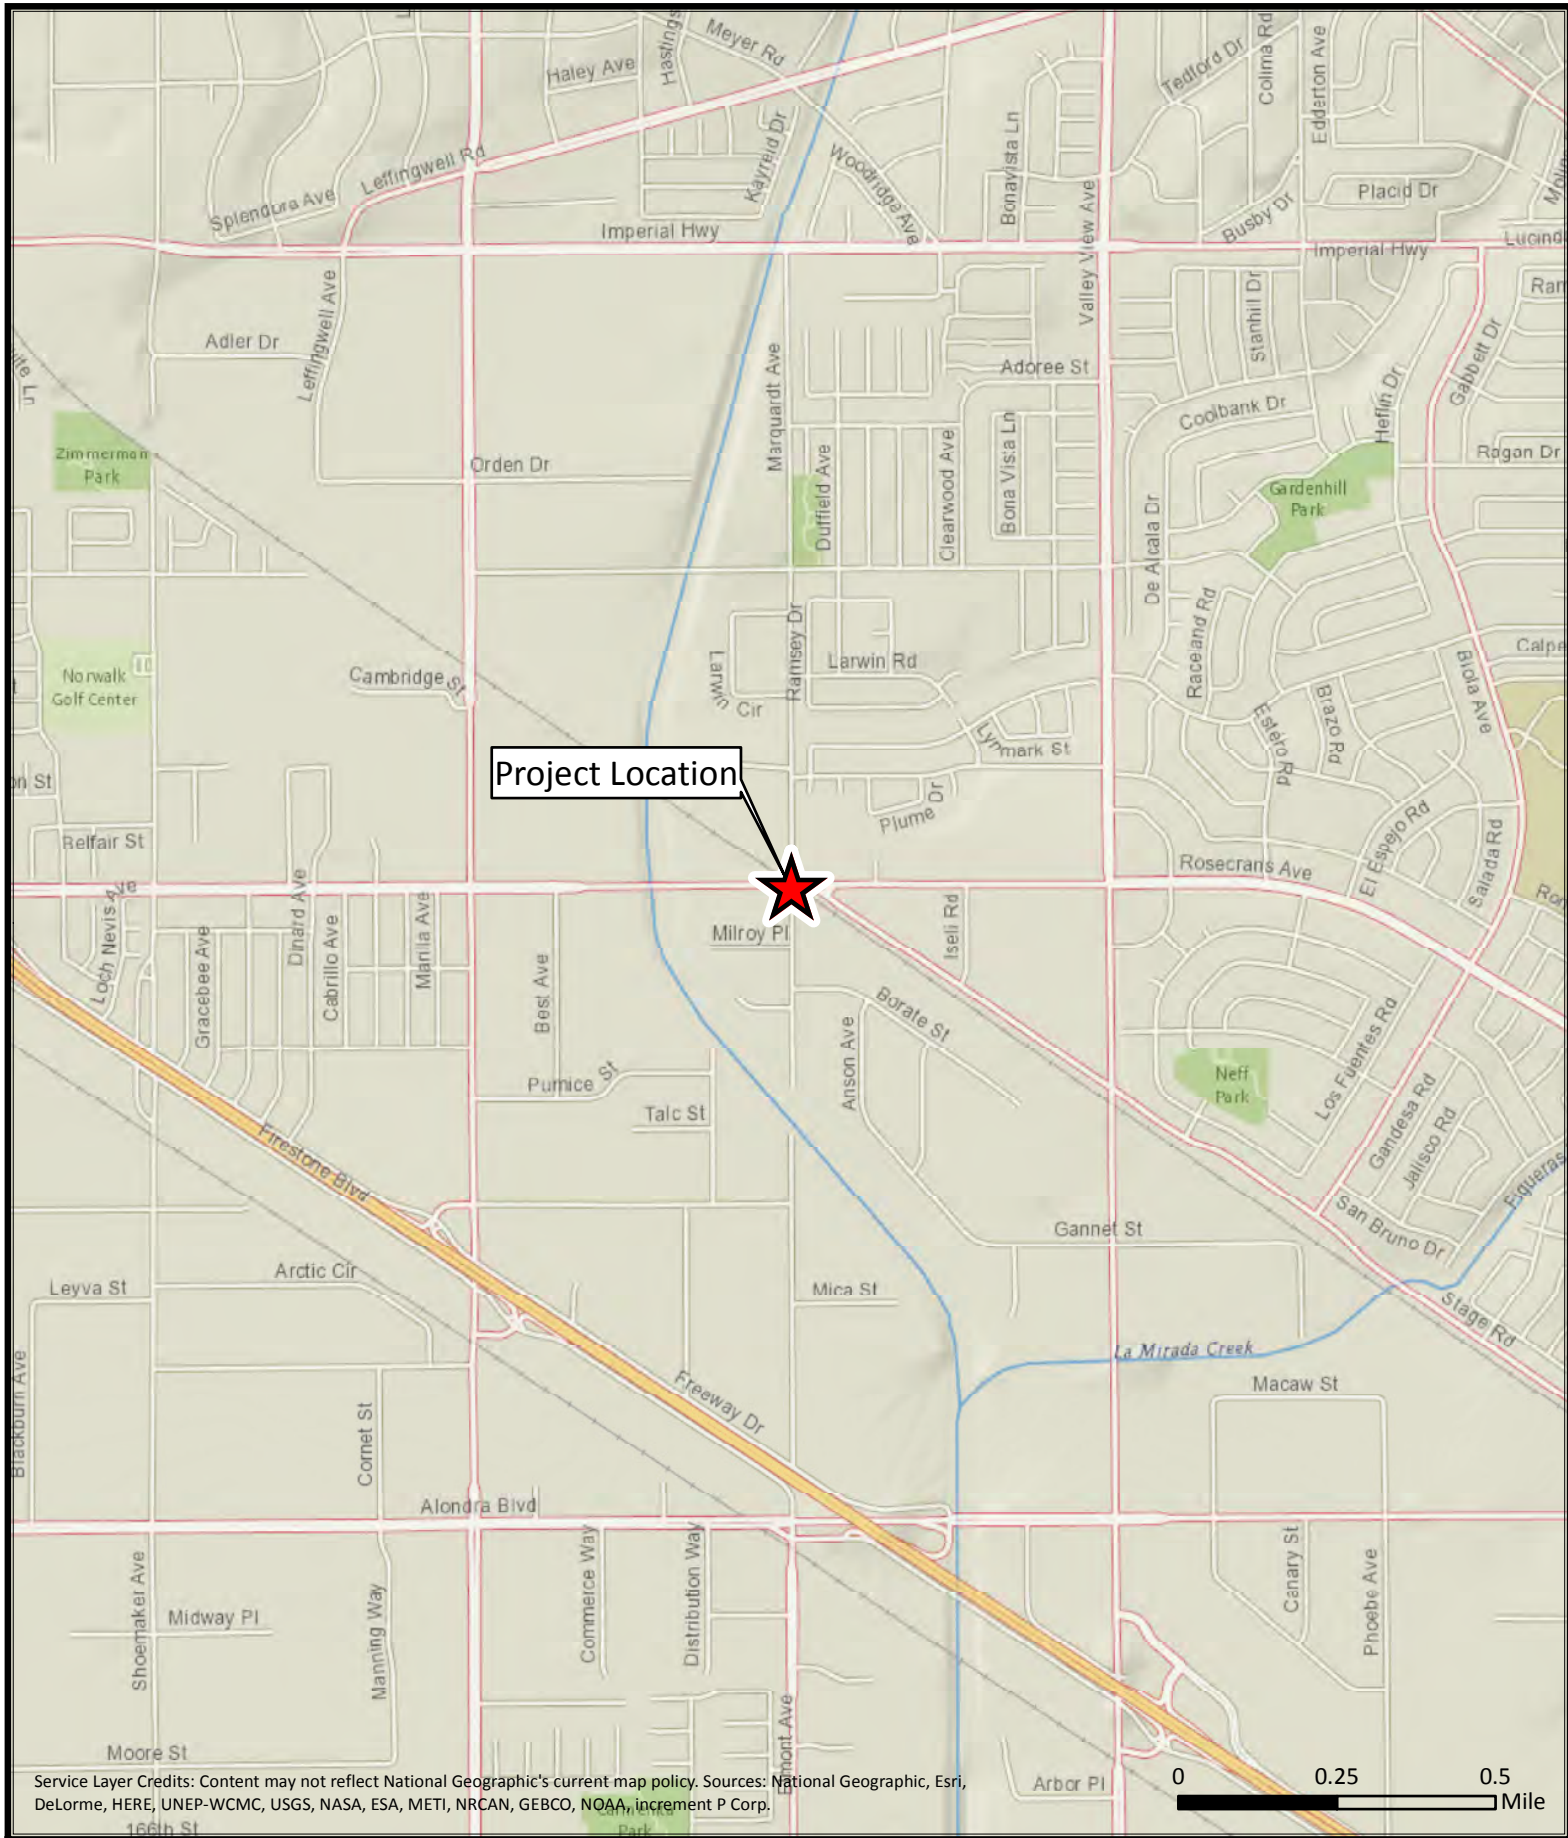 Meyer Rd
Hastings
Haley Ave
Tedford Dr
Colima Rd
Edderton Ave
Kayreid Dr
Woodridge Ave
Bonavista Ln
Leffingwell Rd
Splendora Ave
Placid Dr
Busby Dr
Valley View Ave
Imperial Hwy
Imperial Hwy
Lucind
Ran
Leffingwell Ave
Adler Dr
Stanhill Dr
Gabbett Dr
Heflin Dr
Marquardt Ave
Adoree St
Coolbank Dr
Bona Vista Ln
Clearwood Ave
Duffield Ave
Zimmerman
Park
Orden Dr
Ragan Dr
Gardenhill
Park
De Alcala Dr
Raceland Rd
Ramsey Dr
Larwin Rd
Larwin
Cir
Calpe
Biola Ave
Norwalk
Golf Center
Cambridge St
Estero Rd
Brazo Rd
Lynmark St
Project Location
on St
Plume Dr
El Espejo Rd
Salada Rd
Belfair St
Rosecrans Ave
Ave
Loch Nevis
Gracebee Ave
Dinard Ave
Cabrillo Ave
Marilla Ave
Best Ave
Milroy Pl
Iseli Rd
Borate St
Anson Ave
Los Fuentes Rd
Neff
Park
Pumice St
Talc St
Gandesa Rd
Jalisco Rd
Figueras
Firestone Blvd
San Bruno Dr
Gannet St
Arctic Cir
Leyva St
Mica St
Stage Rd
La Mirada Creek
Blackburn Ave
Macaw St
Freeway Dr
Cornet St
Alondra Blvd
Shoemaker Ave
Midway Pl
Manning Way
Commerce Way
Distribution Way
Canary St
Phoebe Ave
Moore St
Arbor Pl
Service Layer Credits: Content may not reflect National Geographic's current map policy. Sources: National Geographic, Esri,
DeLorme, HERE, UNEP-WCMC, USGS, NASA, ESA, METI, NRCAN, GEBCO, NOAA, increment P Corp.
166th St
Park
0 0.25 0.5
Mile